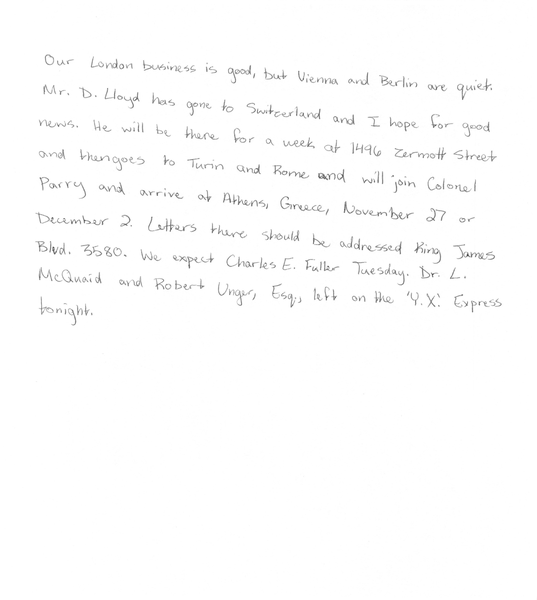 Our London business is good, but Vienna and Berlin are quiet.
Mr. D. Lloyd has gone to Switzerland and I hope for good
news. He will be there for a week at 1496 Zermott Street
and thengoes to Turin and Rome and will join Colonel
Parry and arrive at Athens, Greece, November 27 or
December 2. Letters there should be addressed King James
Blvd. 3580. We expect Charles E. Fuller Tuesday. Dr. L.
McQuaid and Robert Unger, Esq., left on the 'Y.X.' Express
tonight.